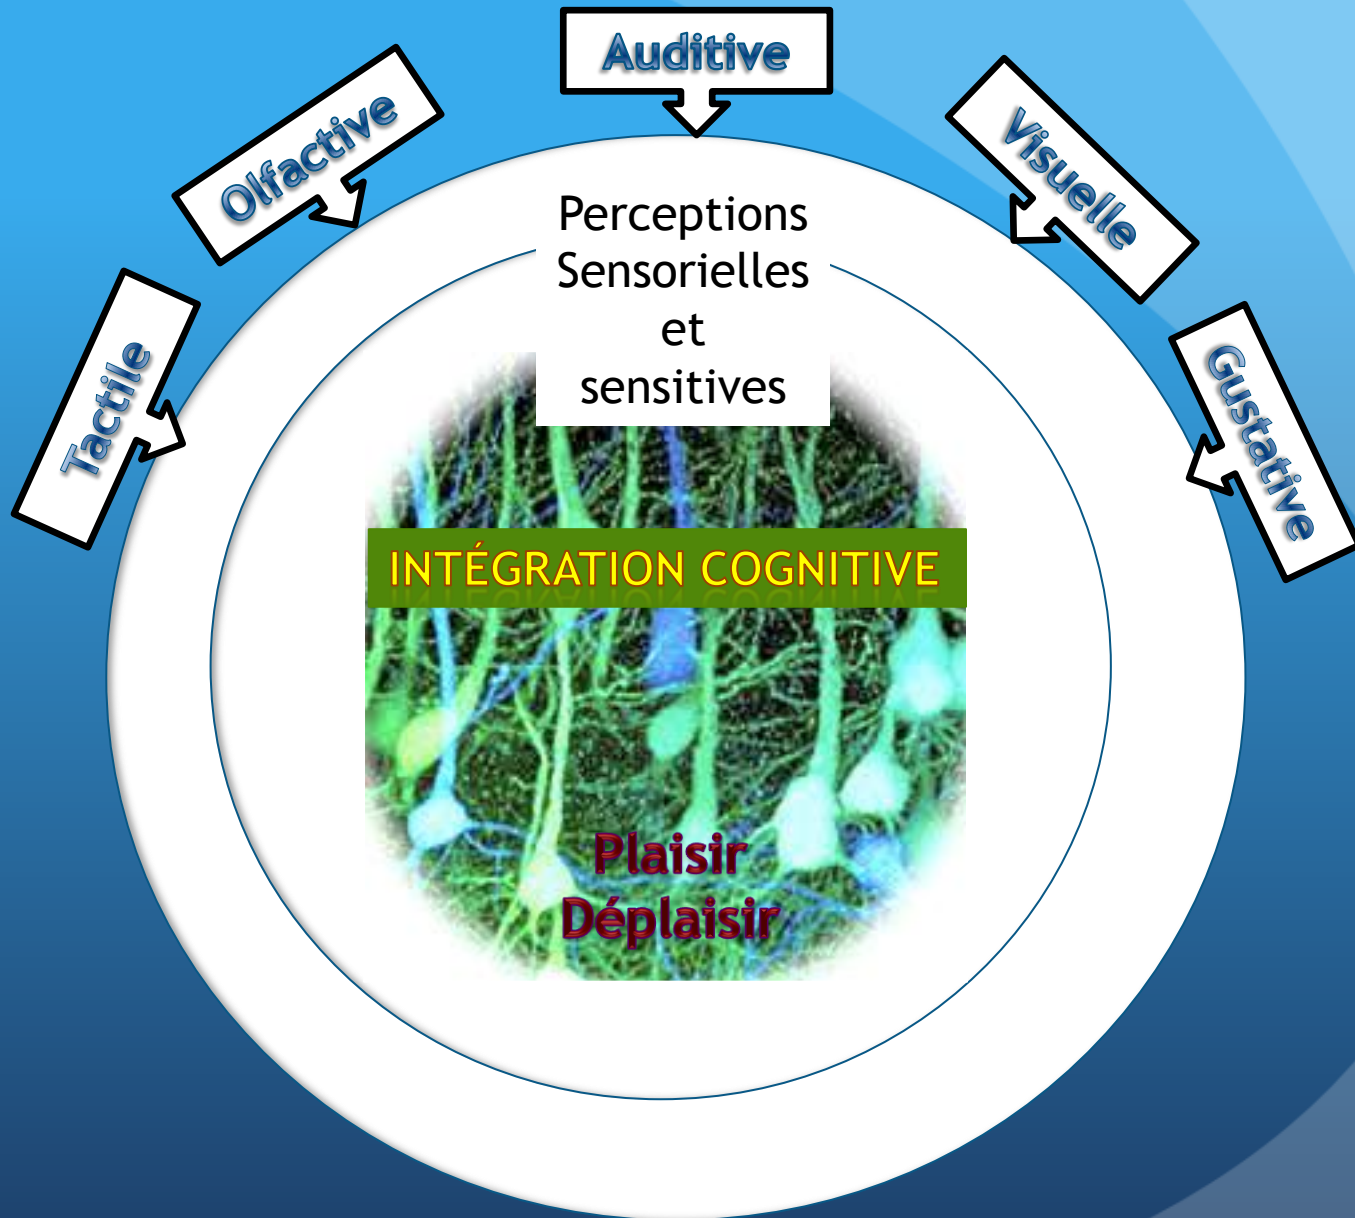 Auditive
Olfactive
Visuelle
Tactile
Gustative
Perceptions
Sensorielles
et
sensitives
INTÉGRATION COGNITIVE
Plaisir
Déplaisir